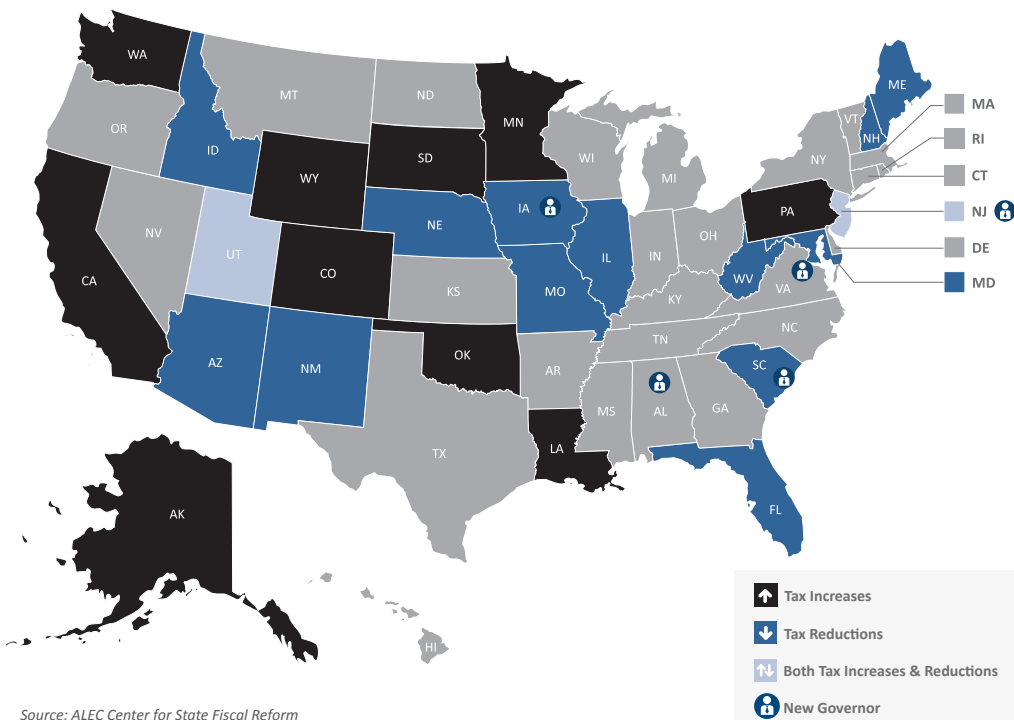 WA
MT
ND
MN
OR
ID
SD
WI
MI
NY
VT
NH
ME
MA
RI
CT
NJ
DE
MD
WY
NE
IA
PA
NV
UT
CO
IL
IN
OH
WV
VA
CA
KS
MO
KY
NC
AZ
NM
OK
AR
TN
SC
MS
AL
GA
TX
LA
FL
AK
HI
Tax Increases
Tax Reductions
Both Tax Increases & Reductions
New Governor
Source: ALEC Center for State Fiscal Reform